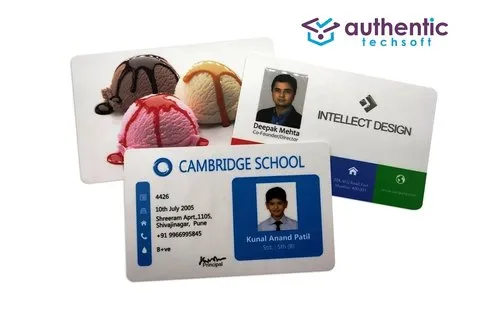 authentic
techsoft
INTELLECT DESIGN
Deepak Mehta
Co-Founder/Director
CAMBRIDGE SCHOOL
4426
10th July 2005
Shreeram Aprt.,1105,
Shivajinagar, Pune
+91 9966995845
8+ve
Principal
Kunal Anand Patil